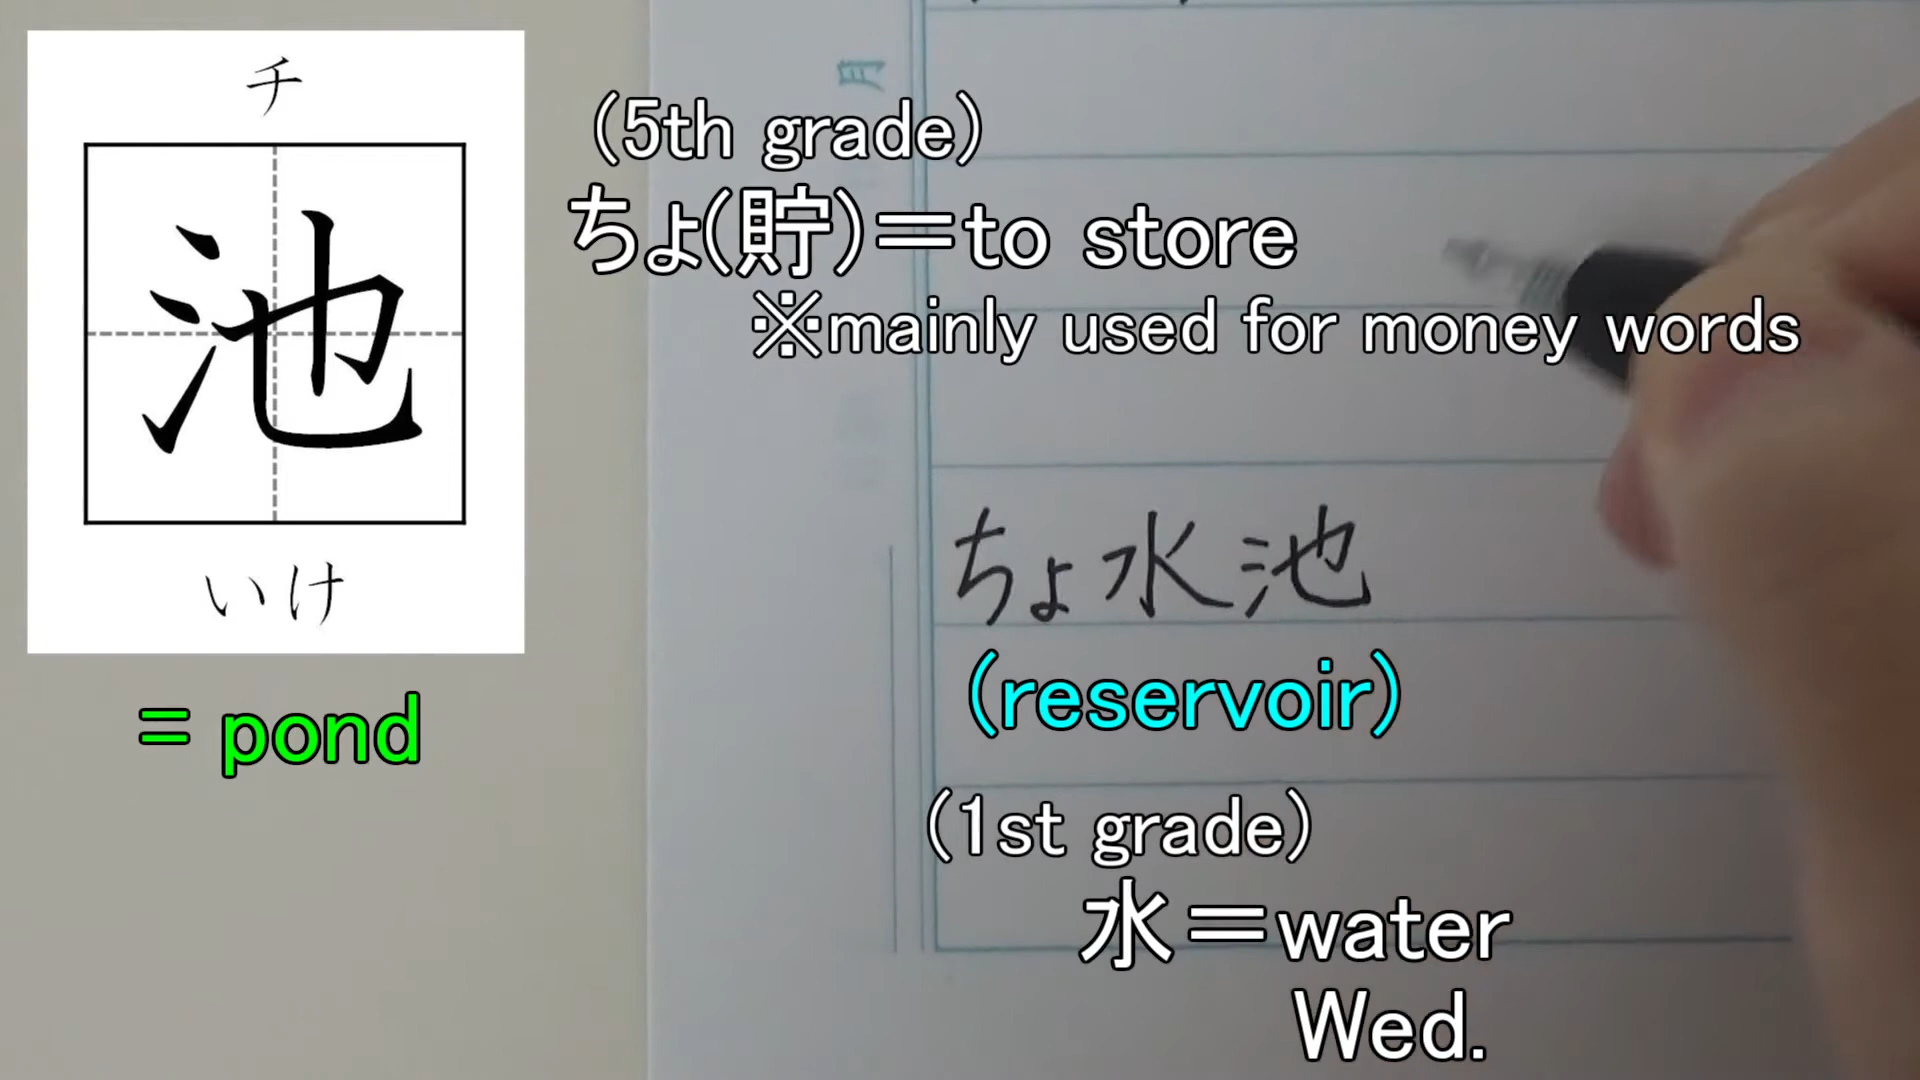 チ
池
いけ
= pond
月
(5th grade)
ちょ(貯)=to store
※mainly used for money words
ちょ水池
(reservoir)
(1st grade)
水=water
Wed.